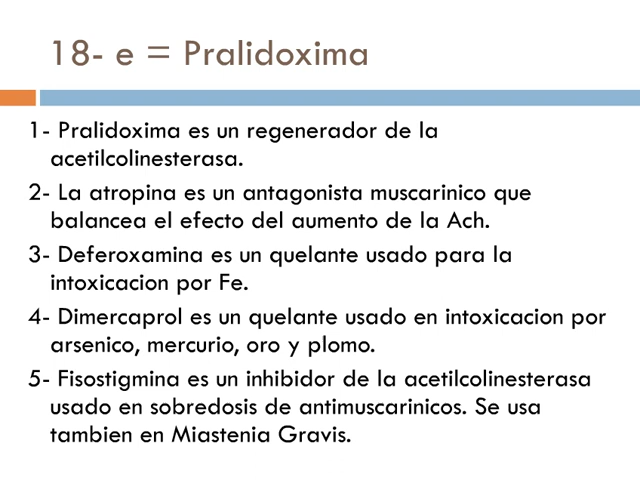 18- e = Pralidoxima
1- Pralidoxima es un regenerador de la
acetilcolinesterasa.
2- La atropina es un antagonista muscarinico que
balancea el efecto del aumento de la Ach.
3- Deferoxamina es un quelante usado para la
intoxicacion por Fe.
4- Dimercaprol es un quelante usado en intoxicacion por
arsenico, mercurio, oro y plomo.
5- Fisostigmina es un inhibidor de la acetilcolinesterasa
usado en sobredosis de antimuscarinicos. Se usa
tambien en Miastenia Gravis.